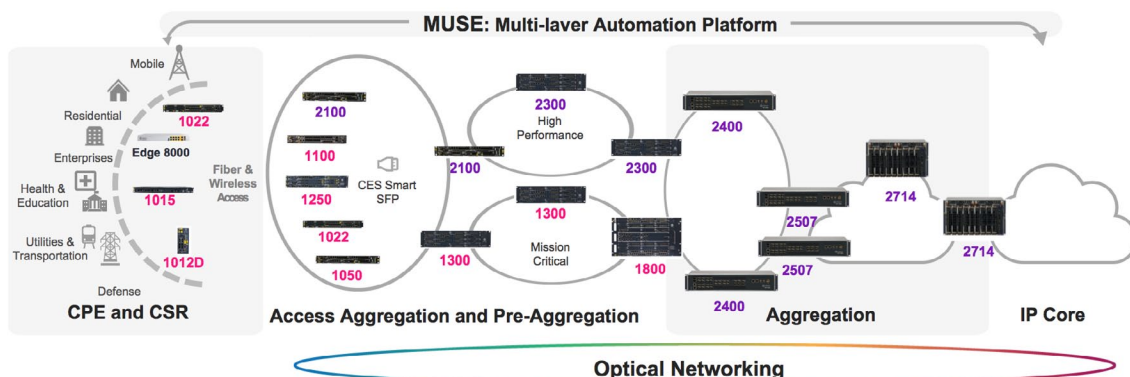 MUSE: Multi-laver Automation Platform
Mobile
Residential
Enterprises
Health &
Education
Utilities &
Transportation
Defense
1022
Edge 8000
1015
1012D
Fiber &
Wireless
Access
CPE and CSR
2100
1100
1250
1022
1050
CES Smart
SFP
2100
1300
2300
High
Performance
2300
1300
Mission
Critical
1800
Access Aggregation and Pre-Aggregation
2400
2507
2507
2400
2714
Aggregation
2714
IP Core
Optical Networking